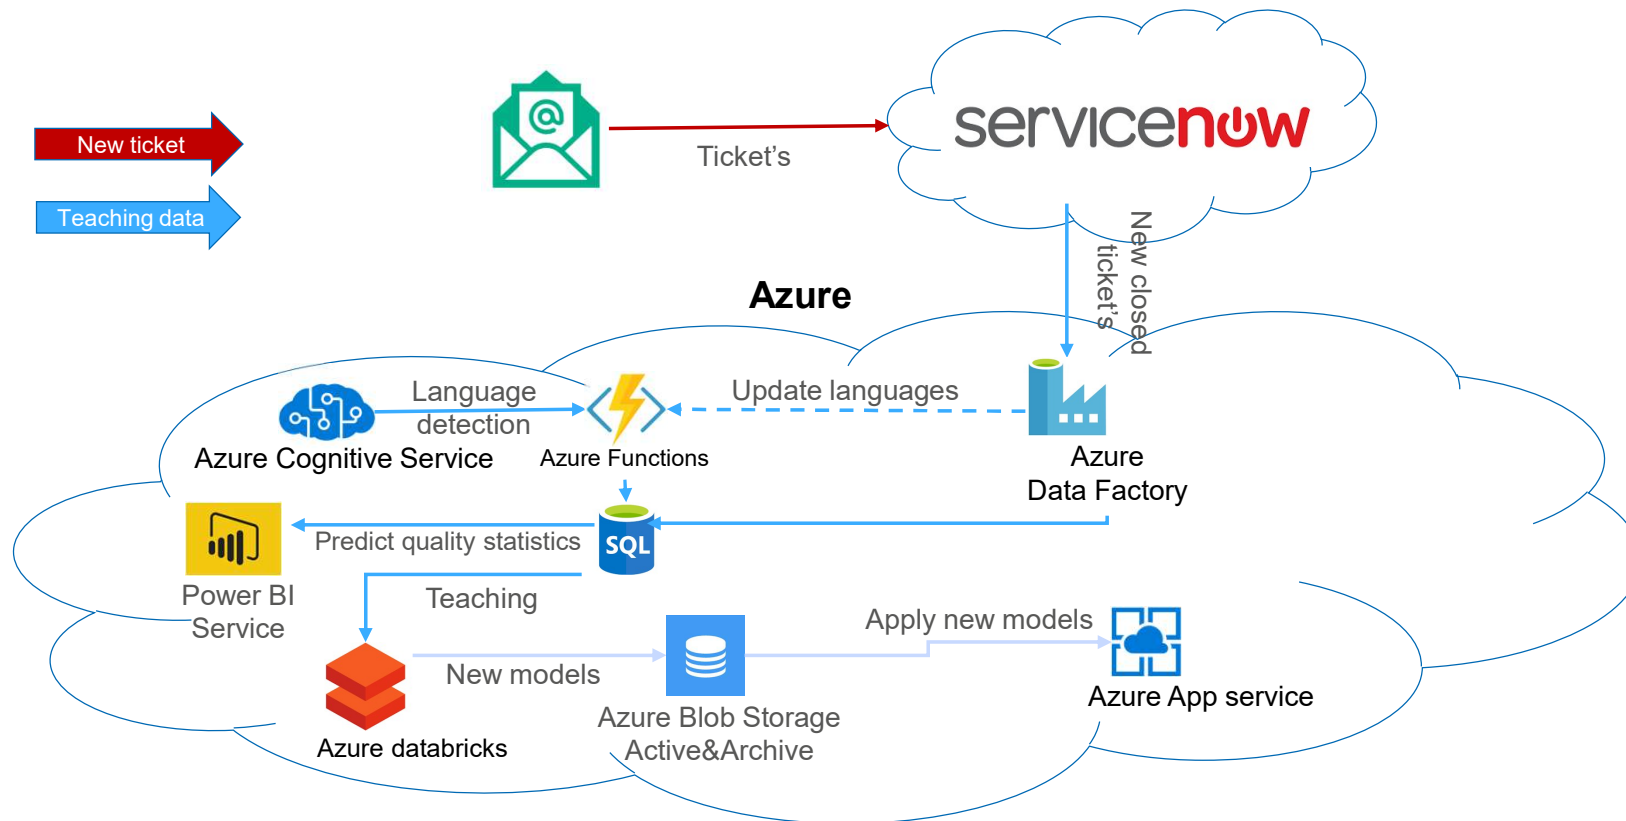 servicenow
New ticket
Ticket's
Teaching data
New closed
ticket's
Azure
Language
detection
Update languages
Azure Cognitive Service
Azure Functions
Azure
Data Factory
SQL
Predict quality statistics
Power BI
Service
Teaching
Apply new models
New models
Azure App service
Azure Blob Storage
Active&Archive
Azure databricks